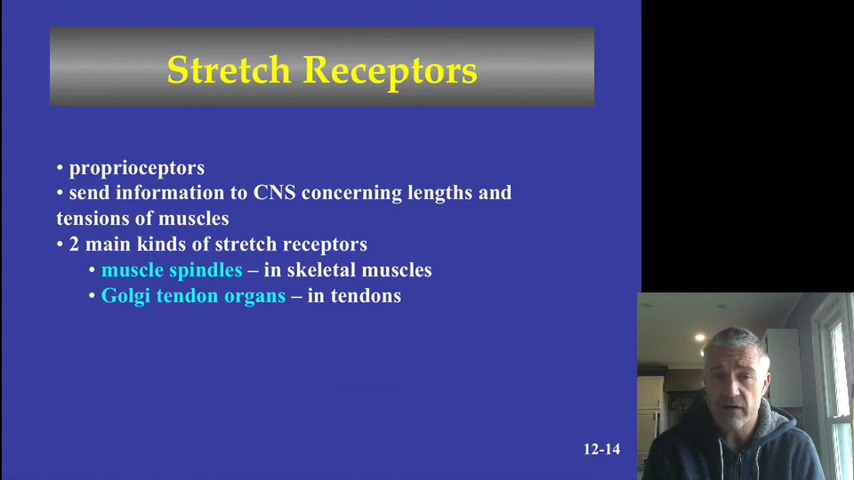 Stretch Receptors
• proprioceptors
• send information to CNS concerning lengths and
tensions of muscles
• 2 main kinds of stretch receptors
• muscle spindles – in skeletal muscles
• Golgi tendon organs – in tendons
12-14